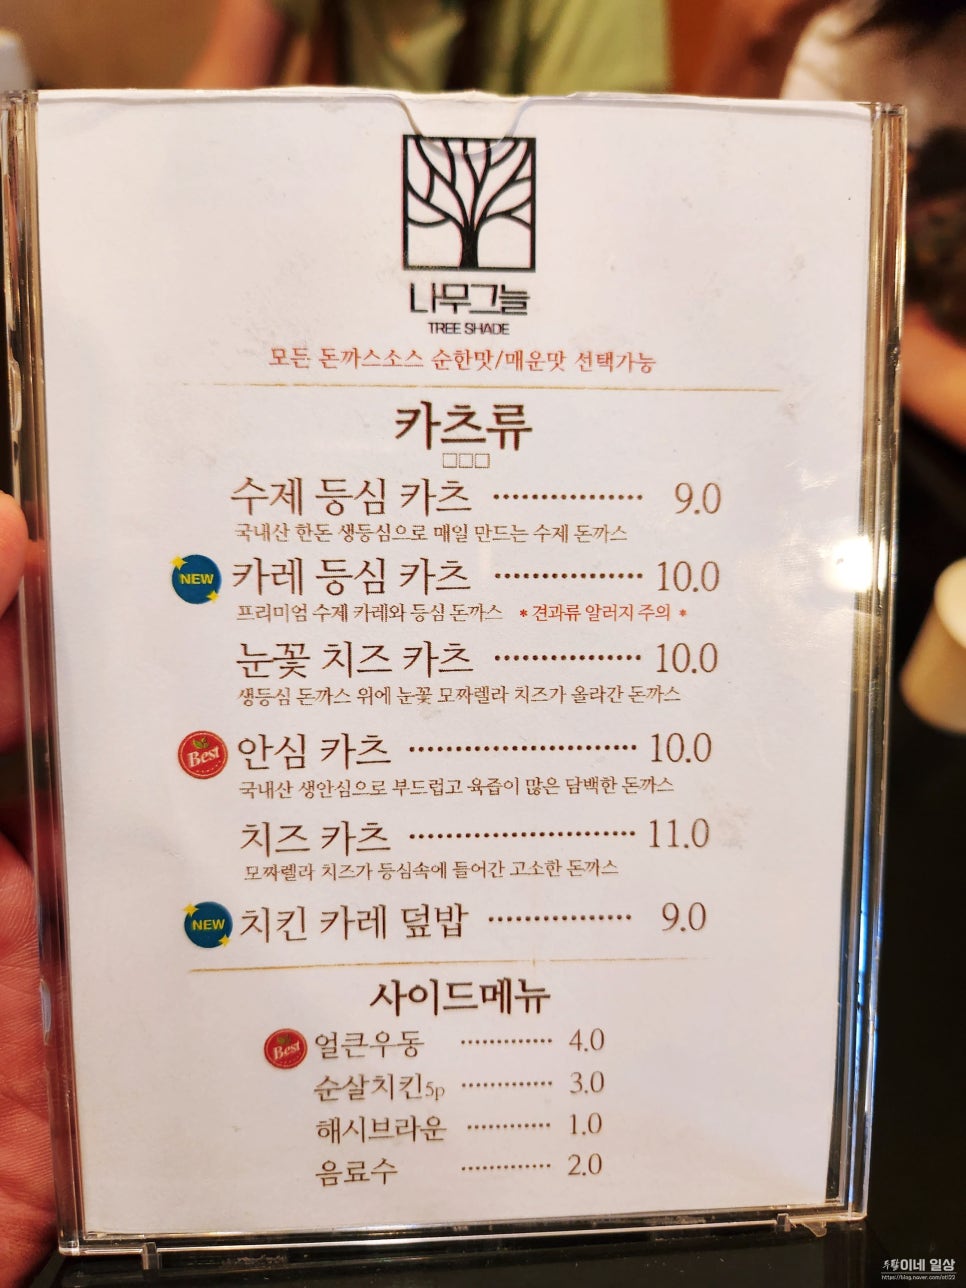 나무그늘
TREE SHADE
모든 돈까스소스 순한맛/매운맛 선택가능
카츠류
□□□
수제 등심 카츠 ················ 9.0
국내산 한돈 생등심으로 매일 만드는 수제 돈까스
NEW 카레 등심 카츠 ················ 10.0
프리미엄 수제 카레와 등심 돈까스 * 견과류 알러지 주의 *
눈꽃 치즈 카츠 ················ 10.0
생등심 돈까스 위에 눈꽃 모짜렐라 치즈가 올라간 돈까스
Best 안심 카츠 ························ 10.0
국내산 생안심으로 부드럽고 육즙이 많은 담백한 돈까스
치즈 카츠 ························ 11.0
모짜렐라 치즈가 등심속에 들어간 고소한 돈까스
NEW 치킨 카레 덮밥 ················ 9.0
사이드메뉴
Best 얼큰우동 ············· 4.0
순살치킨5p ············· 3.0
해시브라운 ············ 1.0
음료수 ············· 2.0
이네 일상